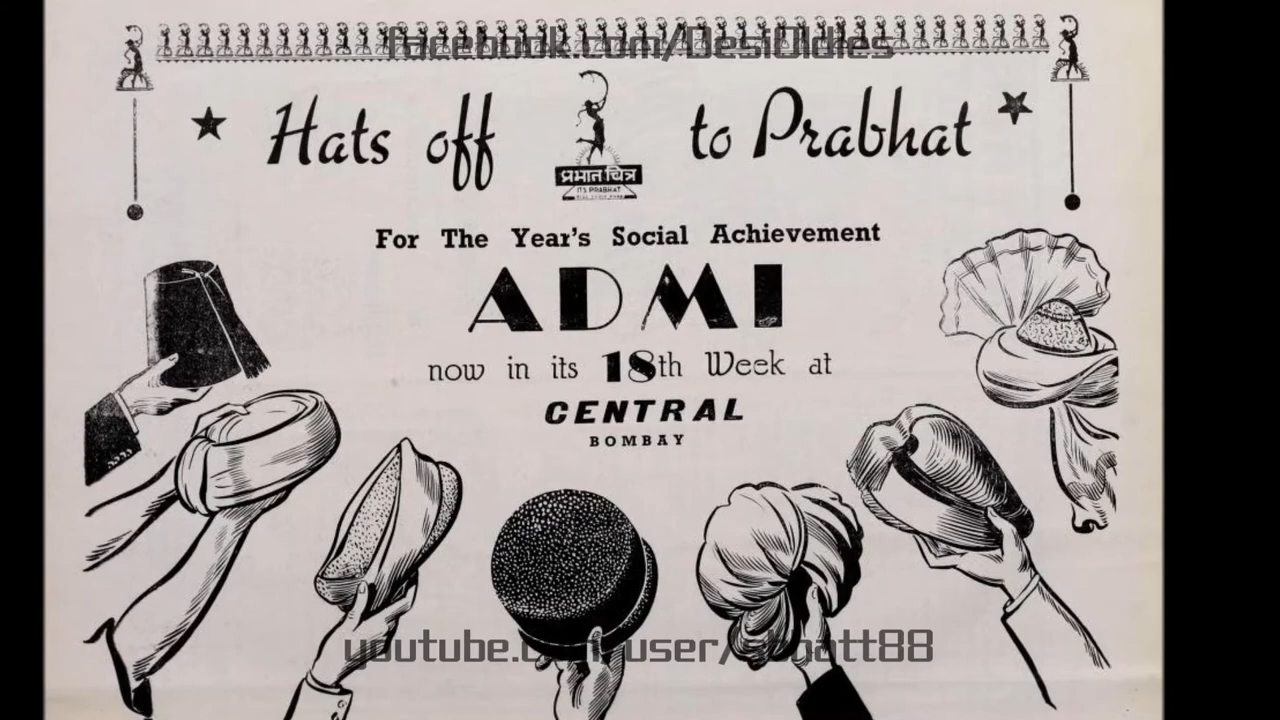 facebook.com/DesiOldies
Hats off to Prabhat
प्रभात चित्र
ITS PRABHAT
For The Year's Social Achievement
ADMI
now in its 18th Week at
CENTRAL
BOMBAY
youtube.com/user/